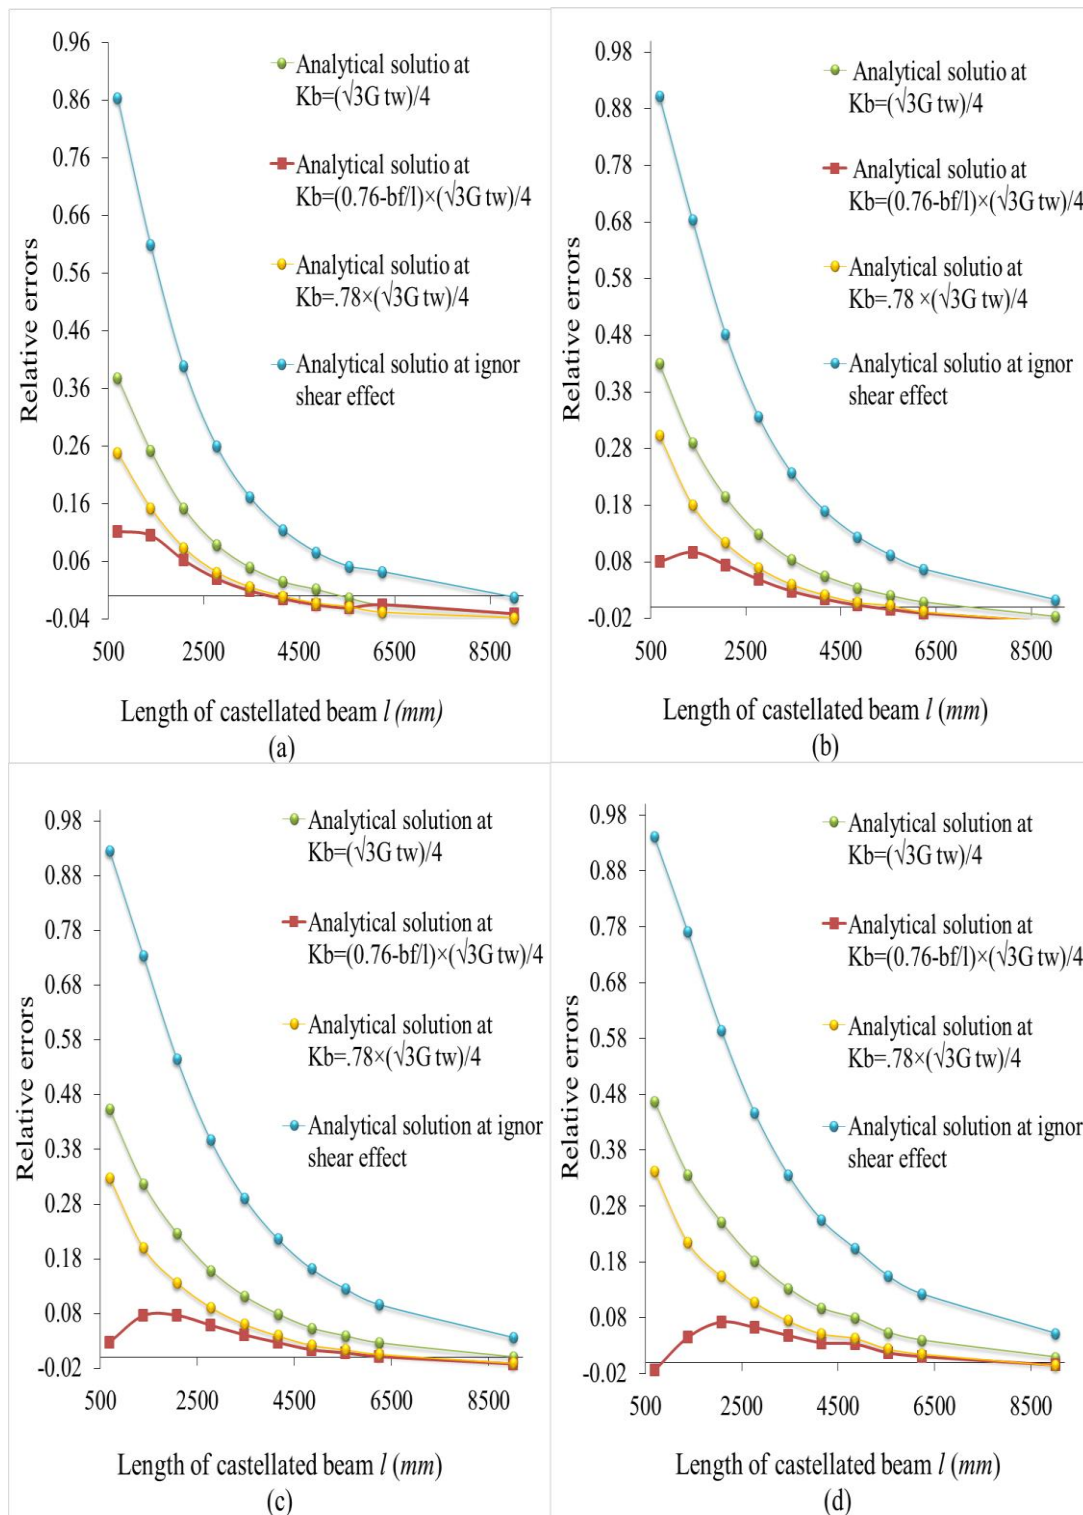 0.96
0.86
0.76
0.66
0.56
0.46
0.36
0.26
0.16
0.06
-0.04
Relative errors
Analytical solutio at
Kb=(√3G tw)/4
Analytical solutio at
Kb=(0.76-bf/l)×(√3G tw)/4
Analytical solutio at
Kb=.78×(√3G tw)/4
Analytical solutio at ignor
shear effect
500 2500 4500 6500 8500
Length of castellated beam l (mm)
(a)
0.98
0.88
0.78
0.68
0.58
0.48
0.38
0.28
0.18
0.08
-0.02
Relative errors
Analytical solutio at
Kb=(√3G tw)/4
Analytical solutio at
Kb=(0.76-bf/l)×(√3G tw)/4
Analytical solutio at
Kb=.78 ×(√3G tw)/4
Analytical solutio at ignor
shear effect
500 2500 4500 6500 8500
Length of castellated beam l (mm)
(b)
0.98
0.88
0.78
0.68
0.58
0.48
0.38
0.28
0.18
0.08
-0.02
Relative errors
Analytical solution at
Kb=(√3G tw)/4
Analytical solution at
Kb=(0.76-bf/l)×(√3G tw)/4
Analytical solution at
Kb=.78×(√3G tw)/4
Analytical solution at ignor
shear effect
500 2500 4500 6500 8500
Length of castellated beam l (mm)
(c)
0.98
0.88
0.78
0.68
0.58
0.48
0.38
0.28
0.18
0.08
-0.02
Relative errors
Analytical solution at
Kb=(√3G tw)/4
Analytical solution at
Kb=(0.76-bf/l)×(√3G tw)/4
Analytical solution at
Kb=.78×(√3G tw)/4
Analytical solution at ignor
shear effect
500 2500 4500 6500 8500
Length of castellated beam l (mm)
(d)